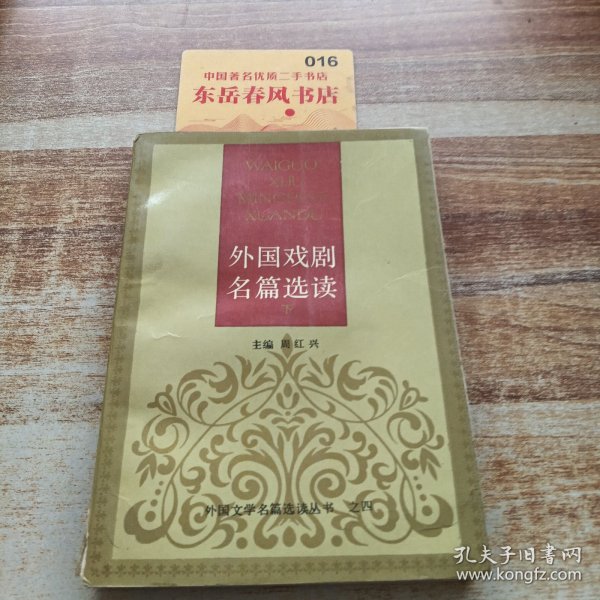 016
中国著名优质二手书店
东岳春风书店
WAIGUO
XIJU
MINGPIAN
XUANDU
外国戏剧
名篇选读
下
主编 周红兴
外国文学名篇选读丛书 之四
孔夫子旧书网
www.kongfz.com